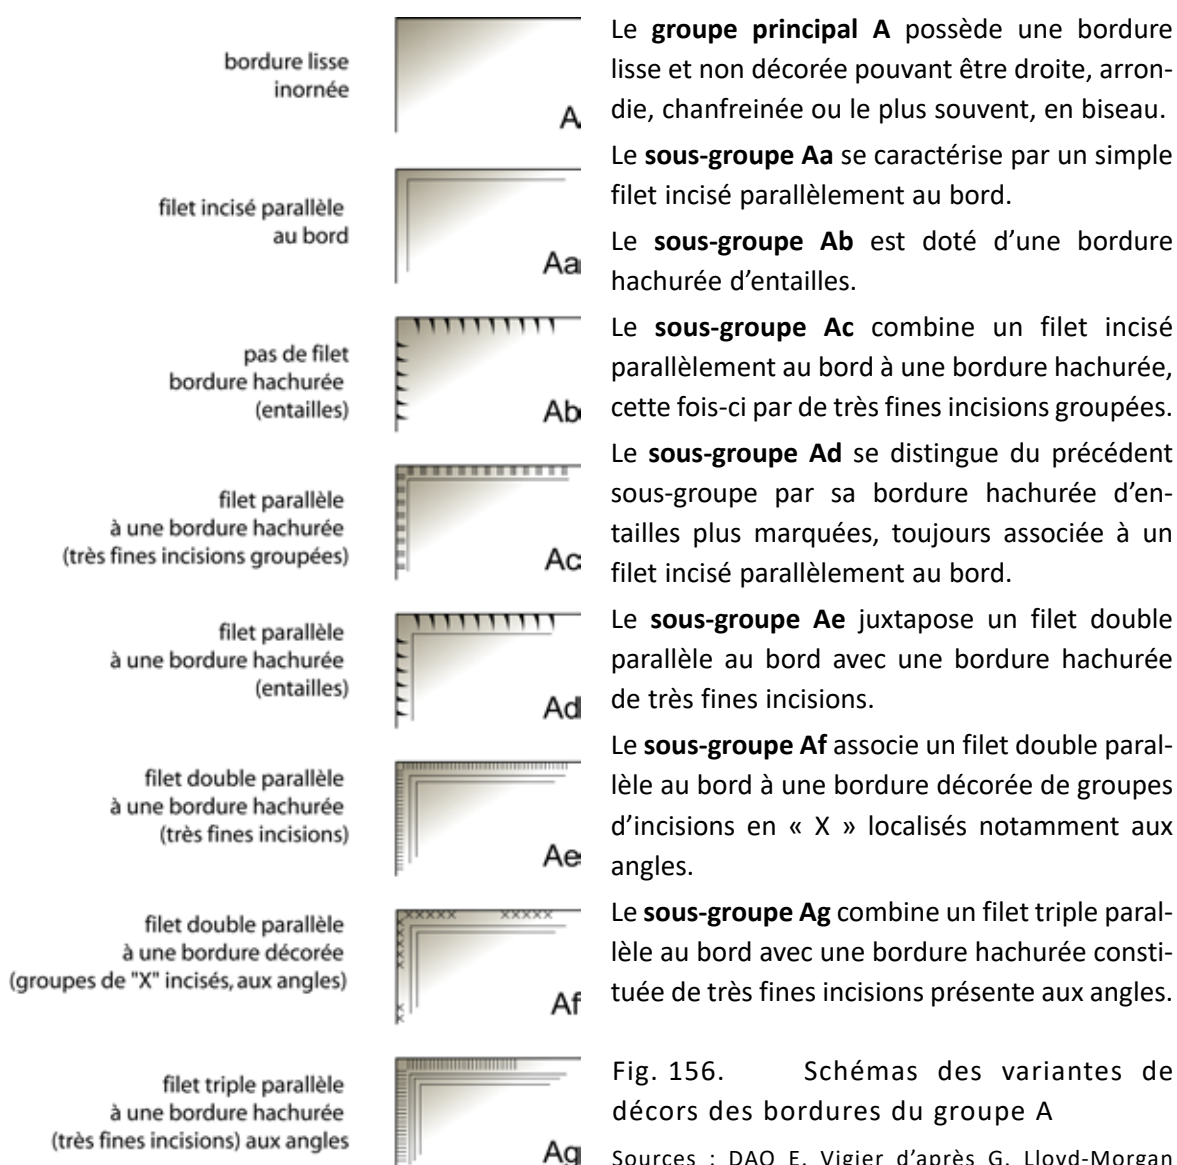 bordure lisse
inornée
A
filet incisé parallèle
au bord
Aa
pas de filet
bordure hachurée
(entailles)
Ab
filet parallèle
à une bordure hachurée
(très fines incisions groupées)
Ac
filet parallèle
à une bordure hachurée
(entailles)
Ad
filet double parallèle
à une bordure hachurée
(très fines incisions)
Ae
filet double parallèle
à une bordure décorée
(groupes de "X" incisés, aux angles)
Af
filet triple parallèle
à une bordure hachurée
(très fines incisions) aux angles
Ag
Le groupe principal A possède une bordure
lisse et non décorée pouvant être droite, arron-
die, chanfreinée ou le plus souvent, en biseau.
Le sous-groupe Aa se caractérise par un simple
filet incisé parallèlement au bord.
Le sous-groupe Ab est doté d’une bordure
hachurée d’entailles.
Le sous-groupe Ac combine un filet incisé
parallèlement au bord à une bordure hachurée,
cette fois-ci par de très fines incisions groupées.
Le sous-groupe Ad se distingue du précédent
sous-groupe par sa bordure hachurée d’en-
tailles plus marquées, toujours associée à un
filet incisé parallèlement au bord.
Le sous-groupe Ae juxtapose un filet double
parallèle au bord avec une bordure hachurée
de très fines incisions.
Le sous-groupe Af associe un filet double paral-
lèle au bord à une bordure décorée de groupes
d’incisions en « X » localisés notamment aux
angles.
Le sous-groupe Ag combine un filet triple paral-
lèle au bord avec une bordure hachurée consti-
tuée de très fines incisions présente aux angles.
Fig. 156. Schémas des variantes de
décors des bordures du groupe A
Sources : DAO E. Vigier d’après G. Lloyd-Morgan